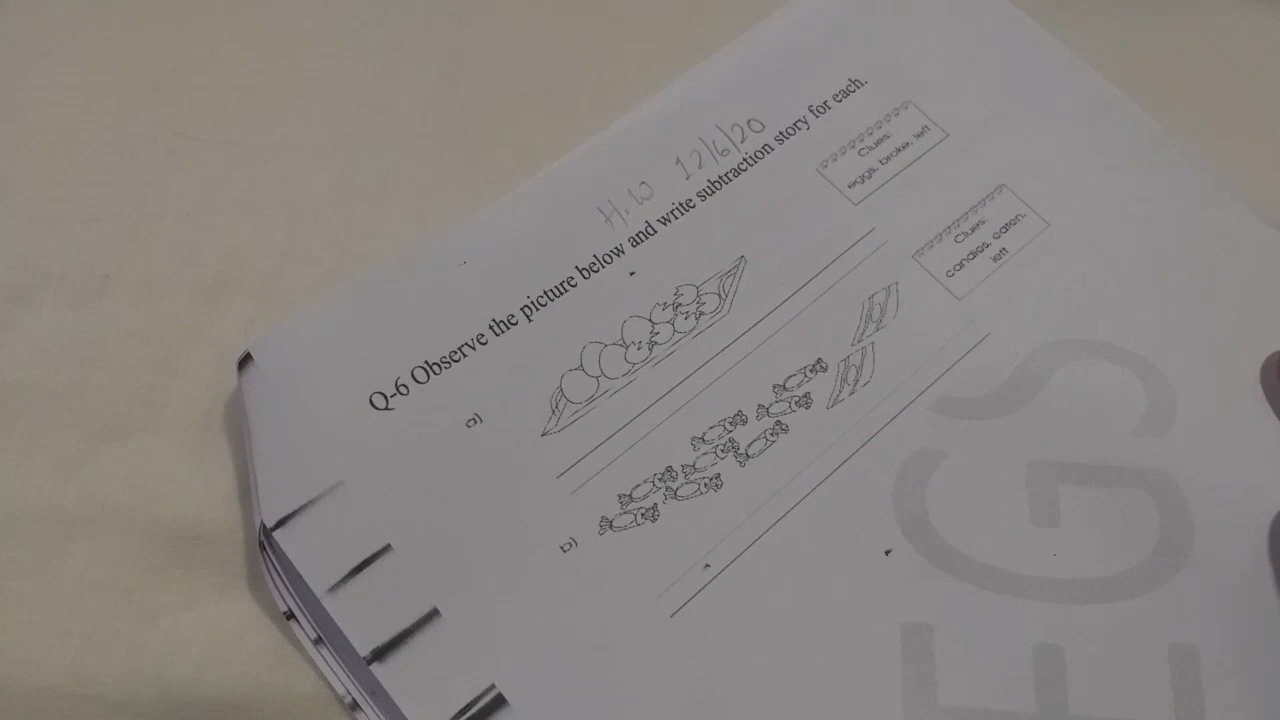 H.W 12/6/20
Q-6 Observe the picture below and write subtraction story for each.
a)
Clues:
eggs, broke, left
b)
Clues:
candies, eaten,
left
EGS